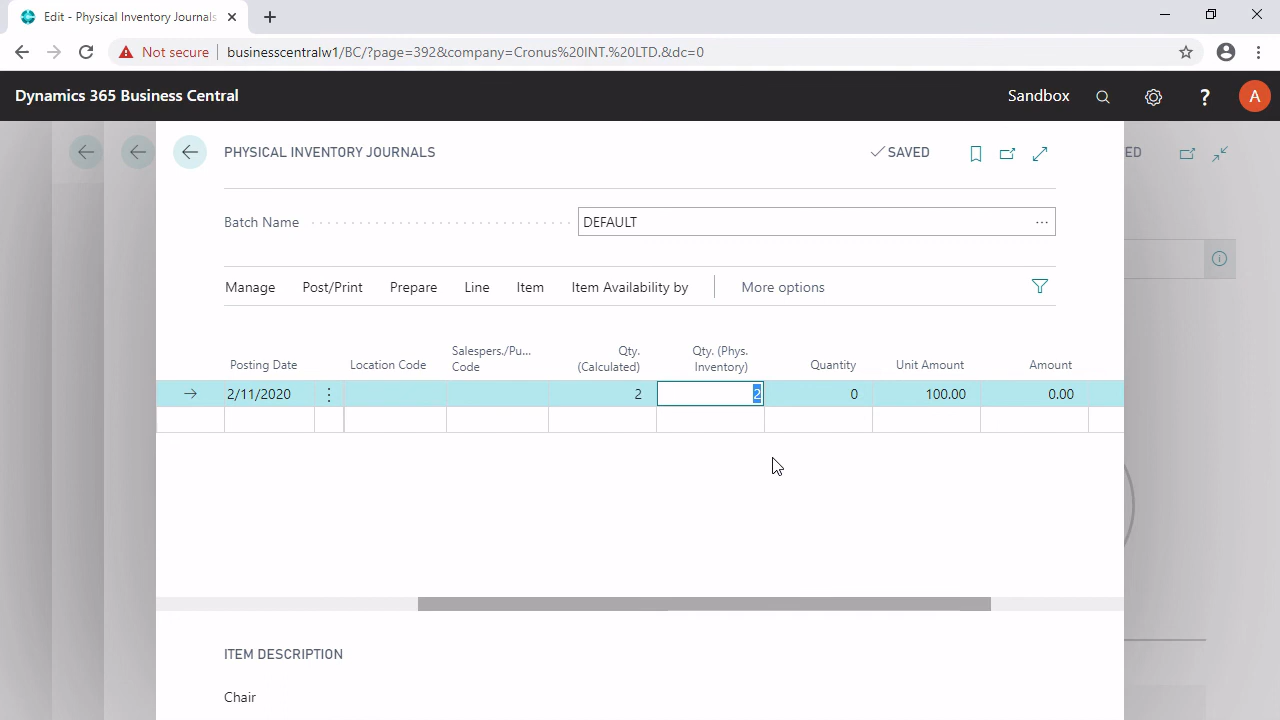 Edit - Physical Inventory Journals
Not secure
businesscentralw1/BC/?page=392&company=Cronus%20INT.%20LTD.&dc=0
Dynamics 365 Business Central
Sandbox
?
A
PHYSICAL INVENTORY JOURNALS
SAVED
ED
Batch Name
DEFAULT
Manage Post/Print Prepare Line Item Item Availability by More options
Posting Date Location Code Salespers./Pu... Code Qty. (Calculated) Qty. (Phys. Inventory) Quantity Unit Amount Amount
2/11/2020 2 2 0 100.00 0.00
ITEM DESCRIPTION
Chair